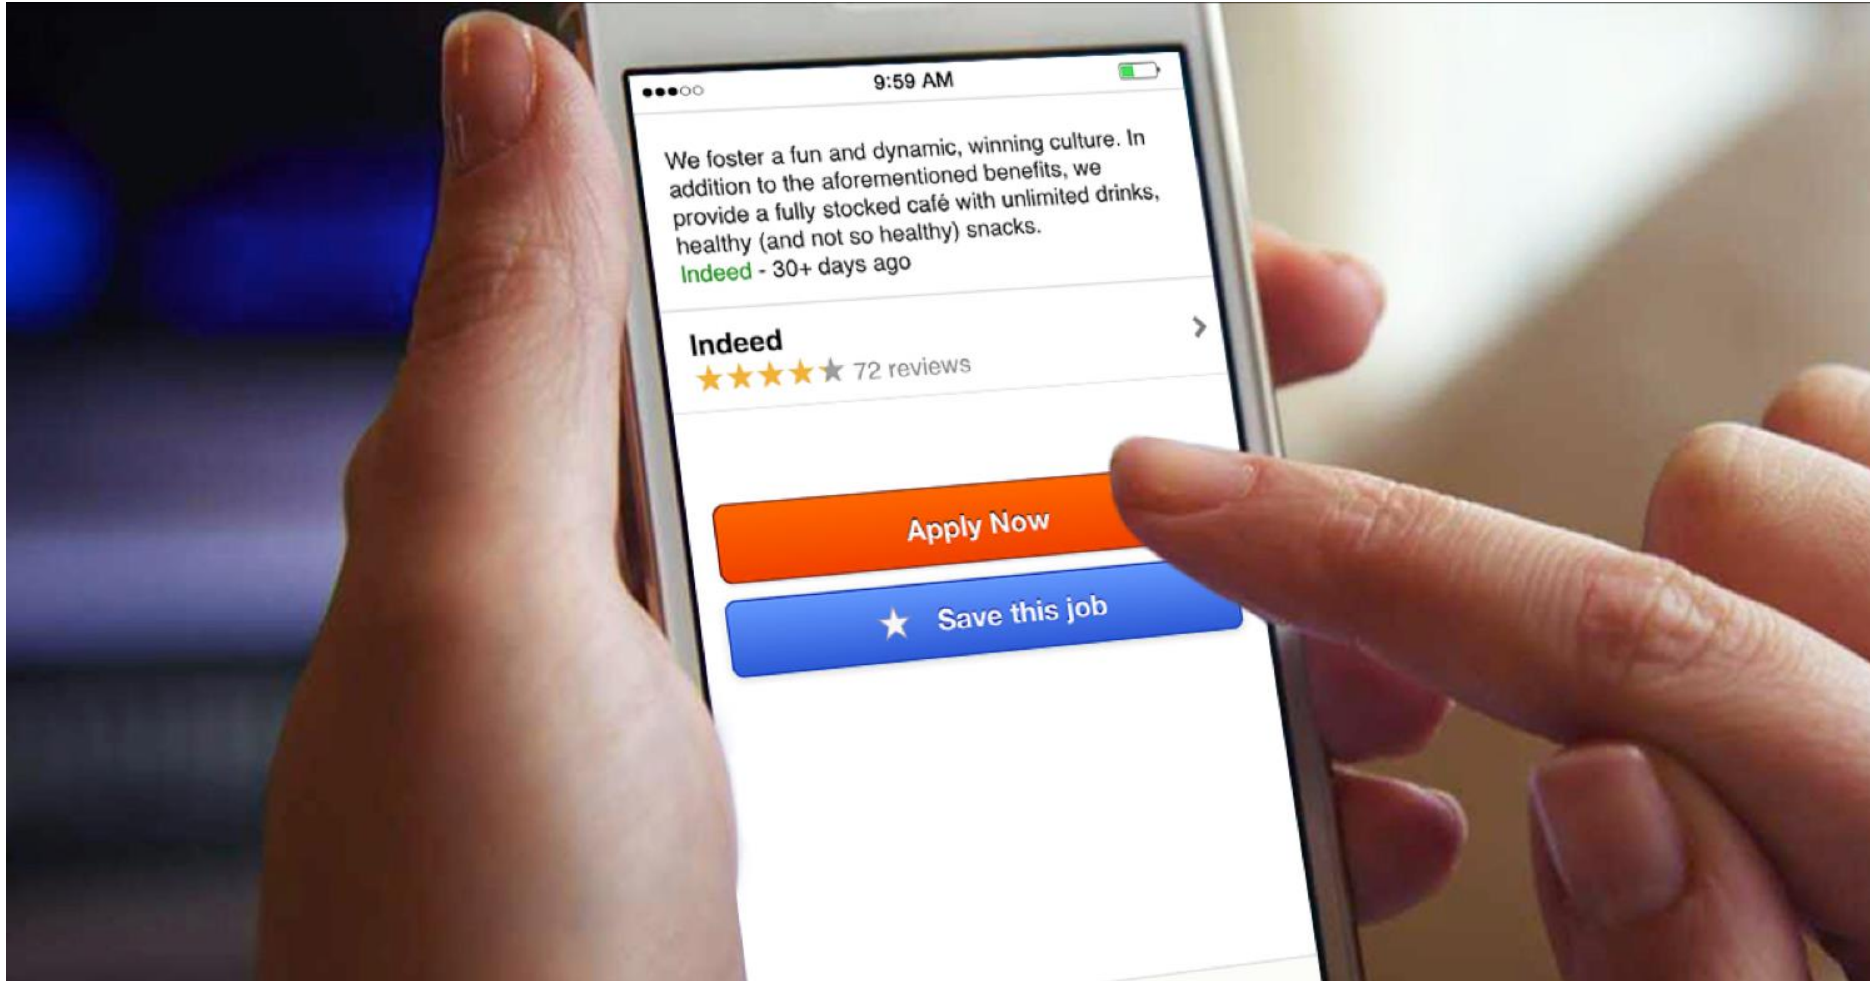 9:59 AM
We foster a fun and dynamic, winning culture. In
addition to the aforementioned benefits, we
provide a fully stocked café with unlimited drinks,
healthy (and not so healthy) snacks.
Indeed - 30+ days ago
Indeed
72 reviews
Apply Now
Save this job